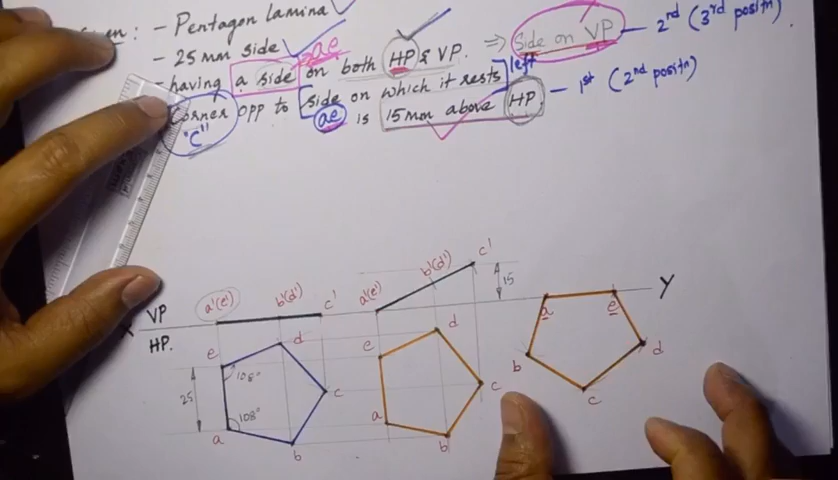 : - Pentagon lamina
- 25 mm side ae
- having a side on both HP & VP. ⇒ Side on VP - 2nd (3rd positn).
Corner opp to side on which it rests left
"C" ae is 15mm above HP - 1st (2nd positn)
a'(e') b'(d') c' a'(e') b'(d') c' 15
X VP Y
HP.
e d e d a e
108° 25 108° c c b d
a b a b c